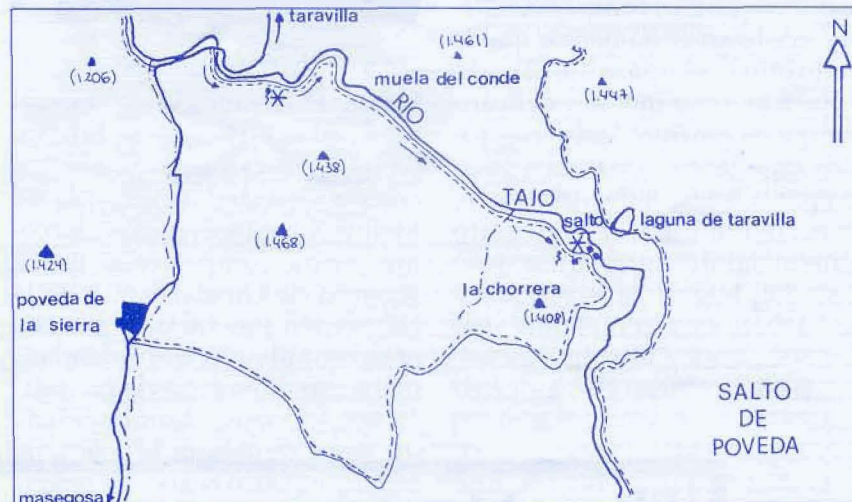 taravilla
N
(1.461)
(1.206)
muela del conde
(1.447)
RIO
(1.438)
TAJO
salto
laguna de taravilla
(1.468)
(1.424)
la chorrera
poveda de
la sierra
(1.408)
SALTO
DE
POVEDA
masegosa